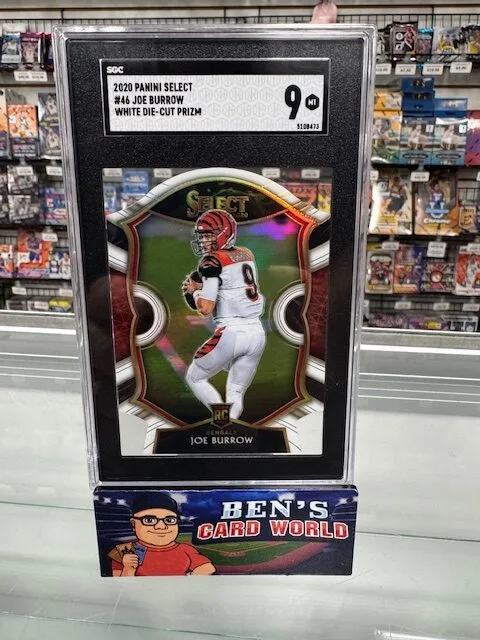 SGC
2020 PANINI SELECT
#46 JOE BURROW
WHITE DIE-CUT PRIZM
9 MT
5108473
SELECT
9
RC
BENGALS
JOE BURROW
BEN'S
CARD WORLD